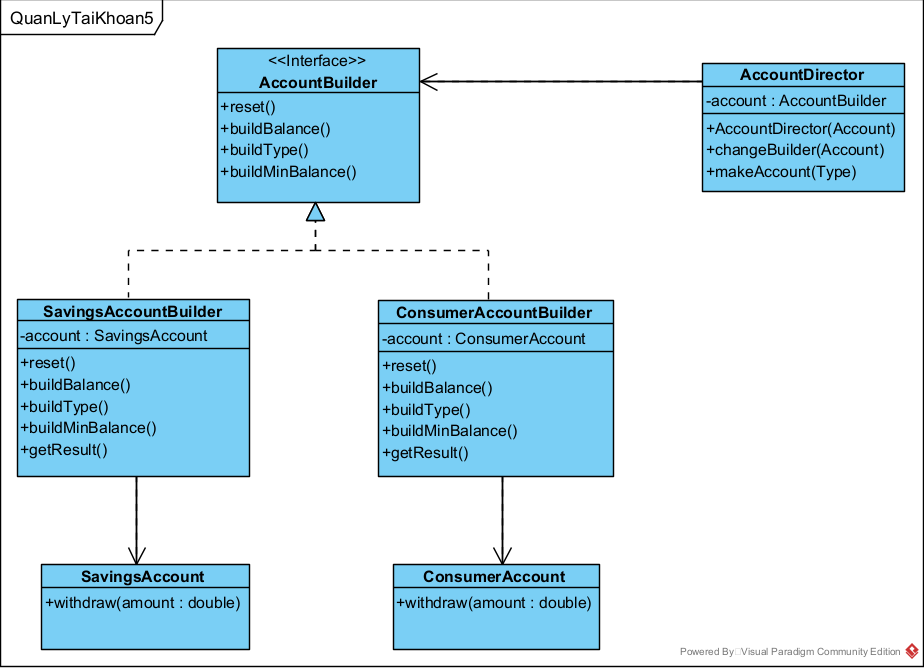 QuanLyTaiKhoan5
<<Interface>>
AccountBuilder
+reset()
+buildBalance()
+buildType()
+buildMinBalance()
AccountDirector
-account : AccountBuilder
+AccountDirector(Account)
+changeBuilder(Account)
+makeAccount(Type)
SavingsAccountBuilder
-account : SavingsAccount
+reset()
+buildBalance()
+buildType()
+buildMinBalance()
+getResult()
ConsumerAccountBuilder
-account : ConsumerAccount
+reset()
+buildBalance()
+buildType()
+buildMinBalance()
+getResult()
SavingsAccount
+withdraw(amount : double)
ConsumerAccount
+withdraw(amount : double)
Powered By Visual Paradigm Community Edition